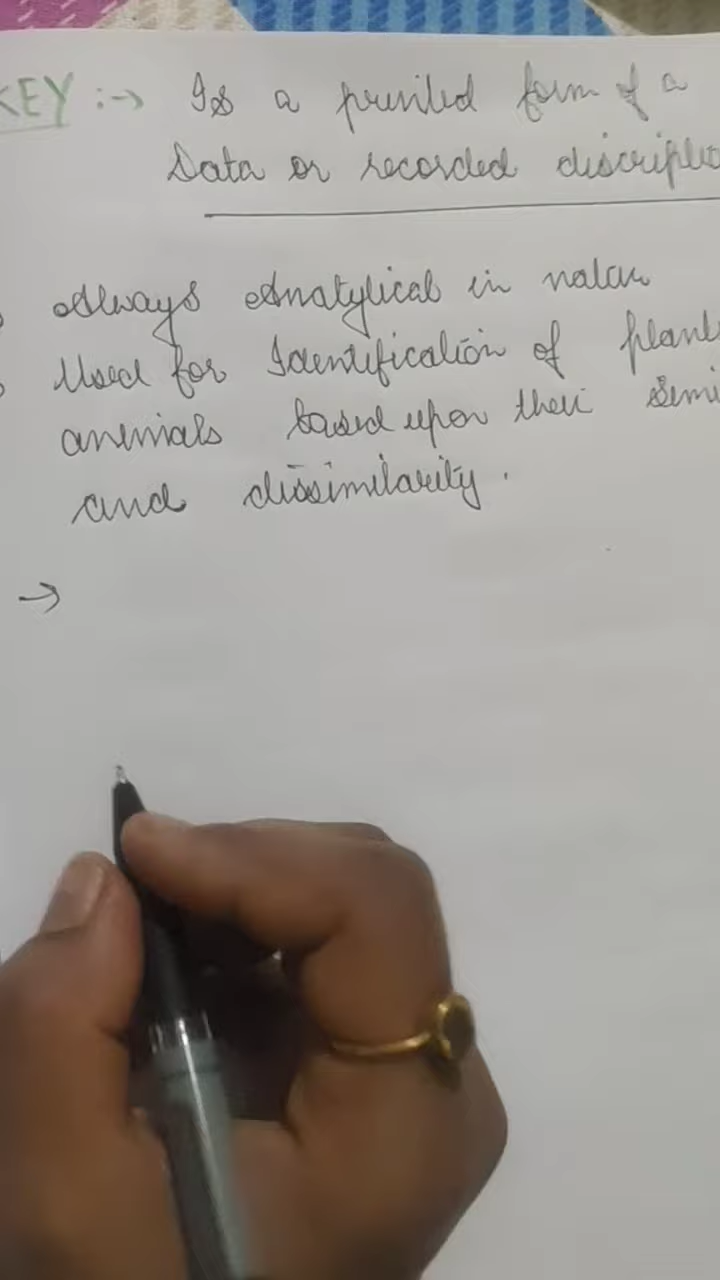 KEY :→ Is a printed form of a
Data or recorded discriptio
Always Analytical in natur
Used for Identification of plants
animals based upon their Simi
and dissimilarity.
→